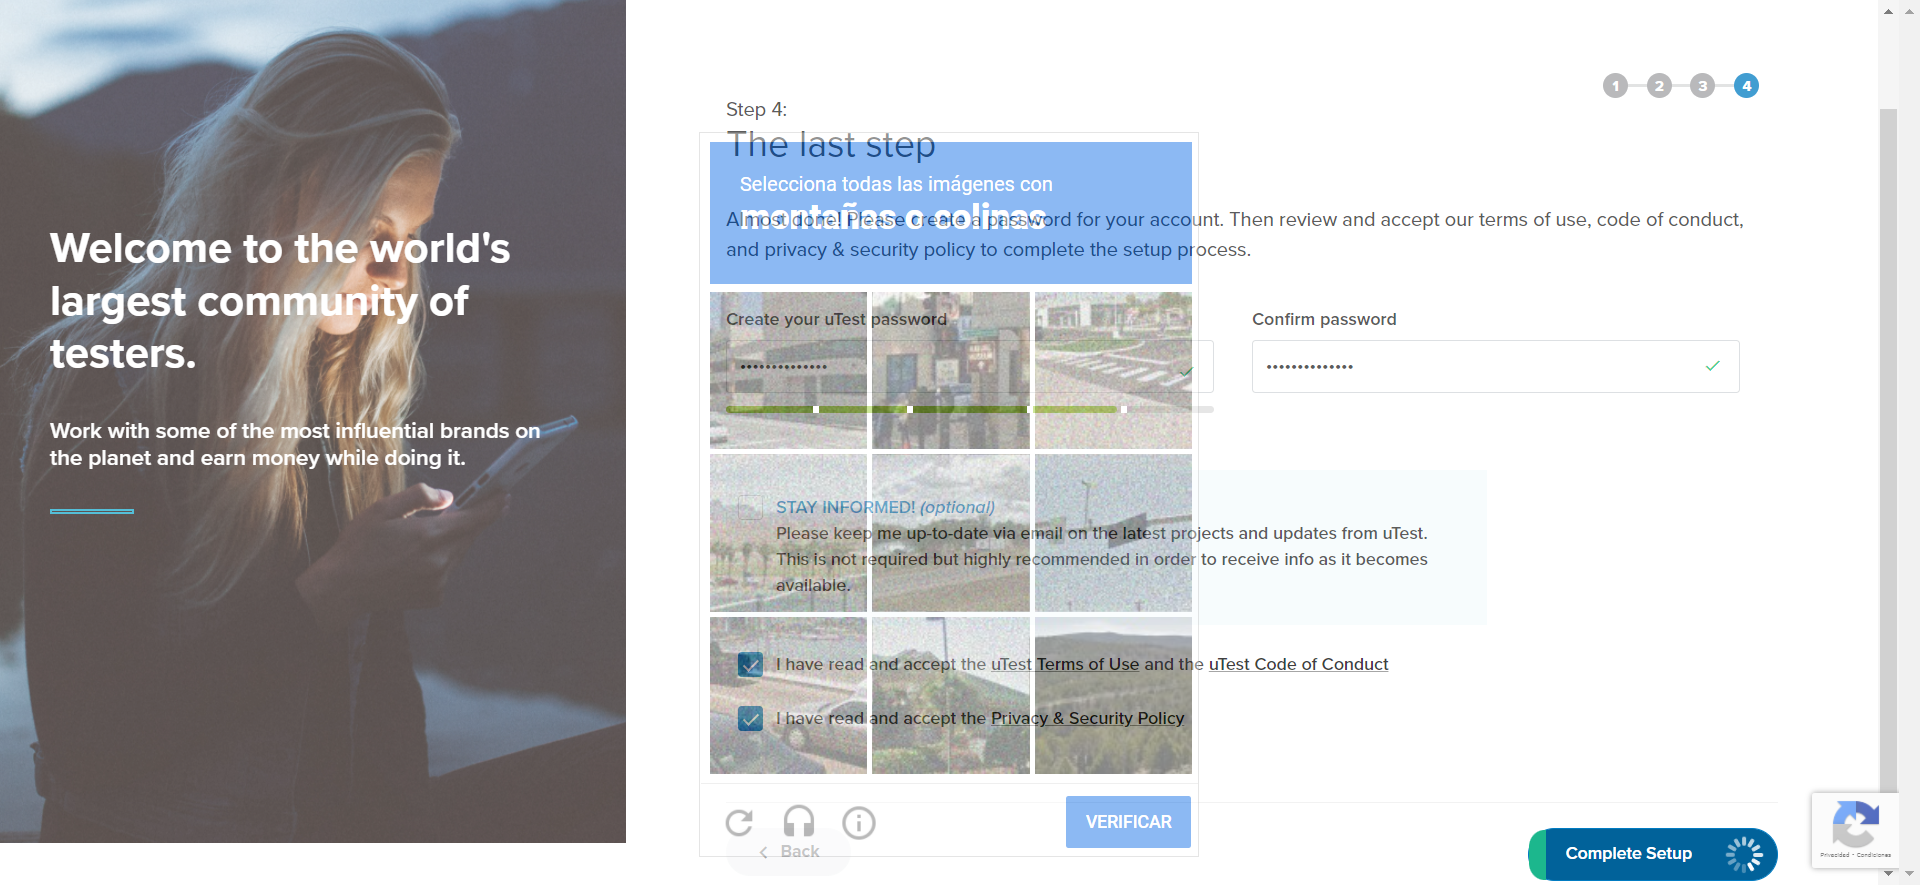 Welcome to the world's
largest community of
testers.
Work with some of the most influential brands on
the planet and earn money while doing it.
1 2 3 4
Step 4:
The last step
Selecciona todas las imágenes con
montañas o colinas
Almost done! Please create a password for your account. Then review and accept our terms of use, code of conduct,
and privacy & security policy to complete the setup process.
Create your uTest password
Confirm password
STAY INFORMED! (optional)
Please keep me up-to-date via email on the latest projects and updates from uTest.
This is not required but highly recommended in order to receive info as it becomes
available.
I have read and accept the uTest Terms of Use and the uTest Code of Conduct
I have read and accept the Privacy & Security Policy
VERIFICAR
Back
Complete Setup
Privacidad - Condiciones